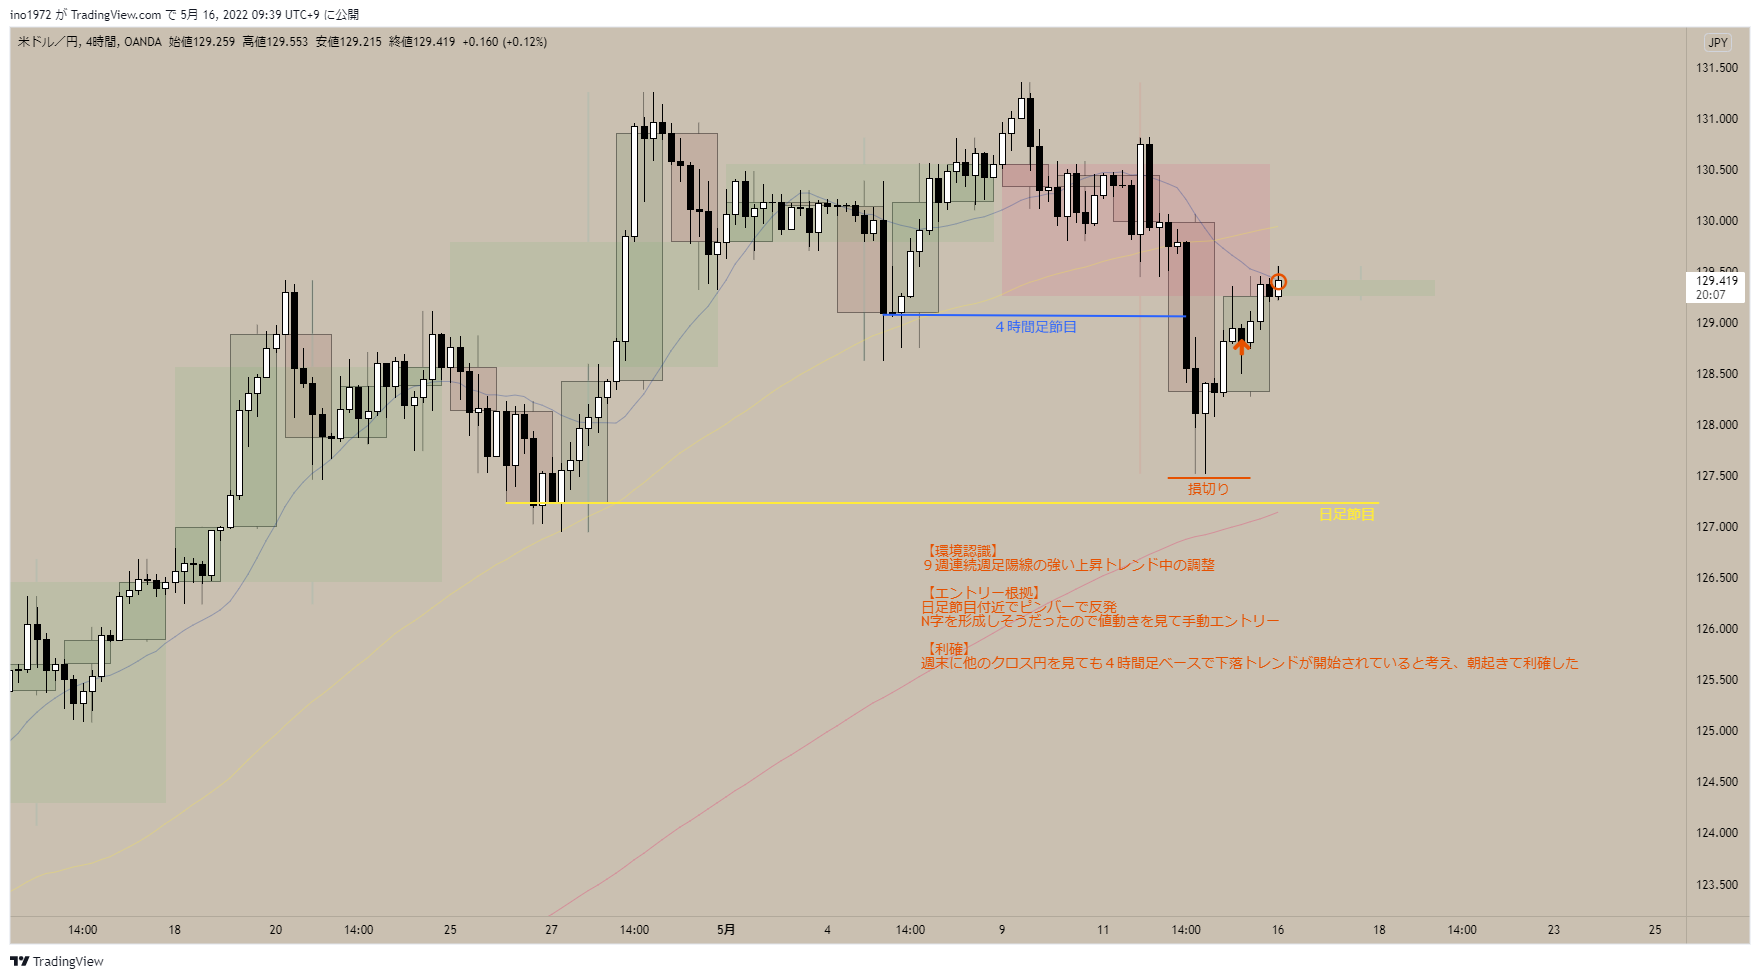 ino1972 が TradingView.com で 5月 16, 2022 09:39 UTC+9 に公開
米ドル／円, 4時間, OANDA 始値129.259 高値129.553 安値129.215 終値129.419 +0.160 (+0.12%)
JPY
131.500
131.000
130.500
130.000
129.500
129.419
20:07
129.000
128.500
128.000
127.500
127.000
126.500
126.000
125.500
125.000
124.500
124.000
123.500
４時間足節目
損切り
日足節目
【環境認識】
９週連続週足陽線の強い上昇トレンド中の調整
【エントリー根拠】
日足節目付近でピンバーで反発
N字を形成しそうだったので値動きを見て手動エントリー
【利確】
週末に他のクロス円を見ても４時間足ベースで下落トレンドが開始されていると考え、朝起きて利確した
14:00 18 20 14:00 25 27 14:00 5月 4 14:00 9 11 14:00 16 18 14:00 23 25
TradingView